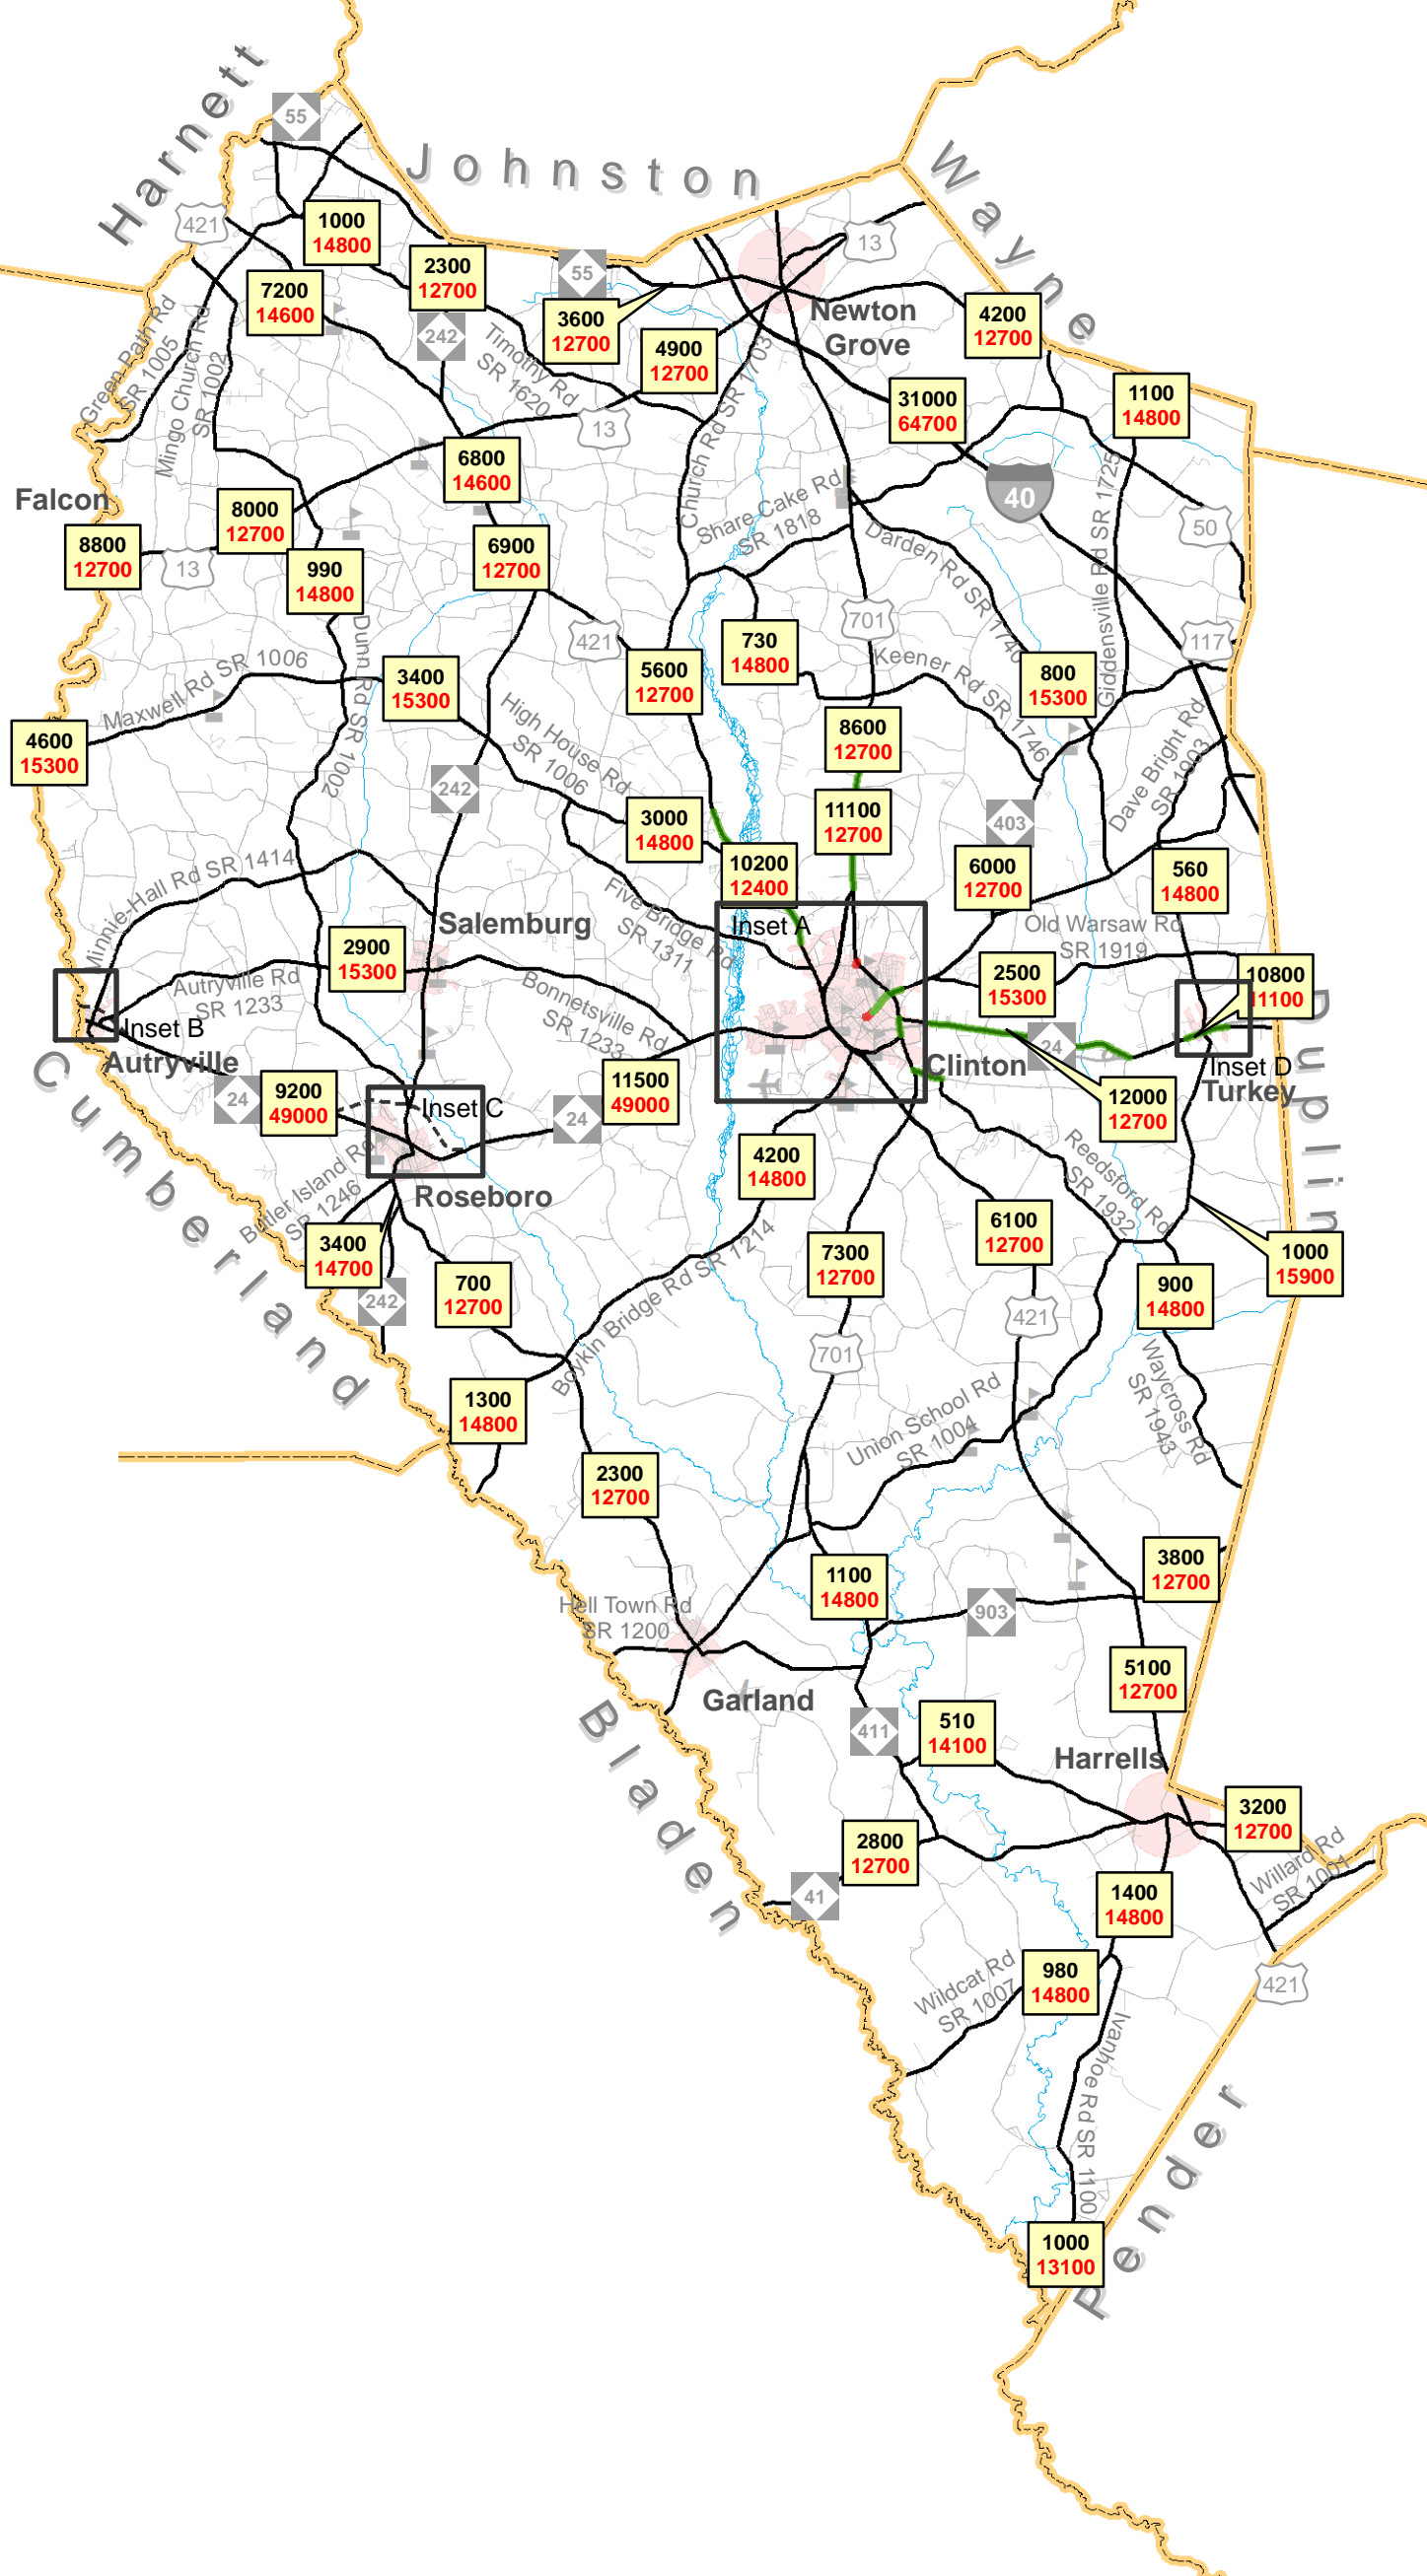 Harnett
Johnston
Wayne
55
421
1000
14800
2300
12700
55
13
7200
14600
3600
12700
Newton
Grove
4200
12700
242
Timothy Rd
SR 1620
4900
12700
Green Path Rd
SR 1005
Mingo Church Rd
SR 1002
Church Rd SR 1703
31000
64700
1100
14800
13
6800
14600
40
Falcon
8000
12700
Share Cake Rd
SR 1818
50
8800
12700
13
990
14800
6900
12700
Darden Rd SR 1740
Giddensville Rd SR 1725
421
701
117
730
14800
Maxwell Rd SR 1006
Dunn Rd SR 1002
3400
15300
5600
12700
Keener Rd SR 1746
800
15300
4600
15300
High House Rd
SR 1006
8600
12700
Dave Bright Rd
SR 1903
242
3000
14800
11100
12700
403
10200
12400
6000
12700
560
14800
Minnie-Hall Rd SR 1414
Five Bridge Rd
SR 1311
Inset A
Salemburg
Old Warsaw Rd
SR 1919
2900
15300
2500
15300
10800
11100
Autryville Rd
SR 1233
Bonnetsville Rd
SR 1233
Inset B
Autryville
24
Clinton
Inset D
Turkey
Duplin
Cumberland
24
9200
49000
Inset C
24
11500
49000
12000
12700
4200
14800
Reedsford Rd
SR 1932
Butler Island Rd
SR 1246
Roseboro
6100
12700
3400
14700
7300
12700
1000
15900
242
700
12700
Boykin Bridge Rd SR 1214
900
14800
421
701
Waycross Rd
SR 1943
1300
14800
Union School Rd
SR 1004
2300
12700
3800
12700
1100
14800
Hell Town Rd
SR 1200
903
5100
12700
Garland
Bladen
411
510
14100
Harrells
3200
12700
2800
12700
Willard Rd
SR 1001
41
1400
14800
Wildcat Rd
SR 1007
980
14800
421
Ivanhoe Rd SR 1100
Pender
1000
13100